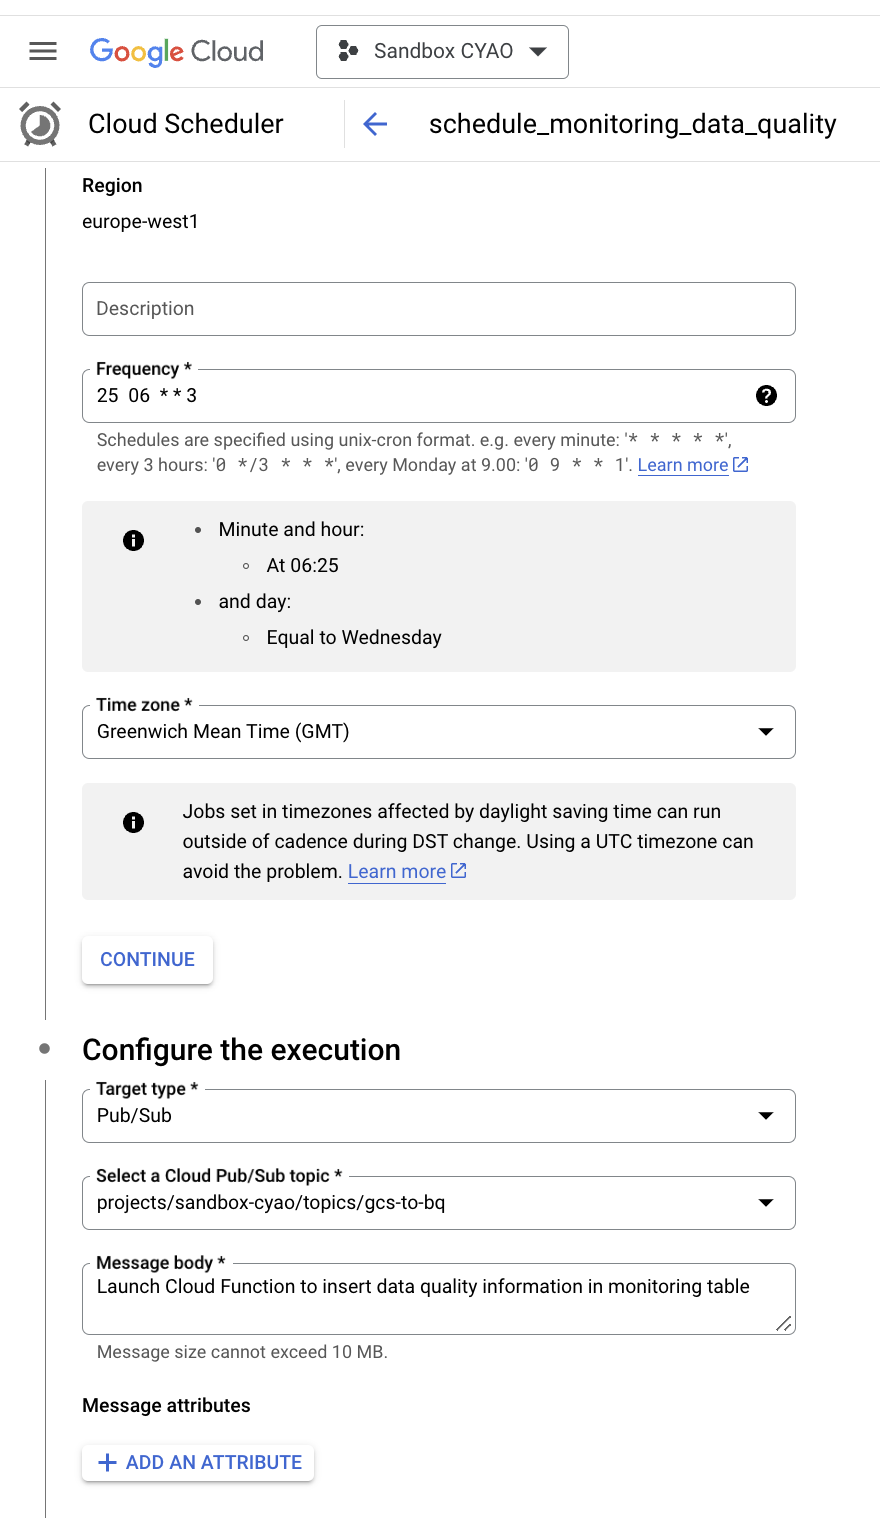 Google Cloud
Sandbox CYAO
Cloud Scheduler
schedule_monitoring_data_quality
Region
europe-west1
Description
Frequency *
25 06 * * 3
Schedules are specified using unix-cron format. e.g. every minute: '* * * * *',
every 3 hours: '0 */3 * * *', every Monday at 9.00: '0 9 * * 1'. Learn more
Minute and hour:
At 06:25
and day:
Equal to Wednesday
Time zone *
Greenwich Mean Time (GMT)
Jobs set in timezones affected by daylight saving time can run
outside of cadence during DST change. Using a UTC timezone can
avoid the problem. Learn more
CONTINUE
Configure the execution
Target type *
Pub/Sub
Select a Cloud Pub/Sub topic *
projects/sandbox-cyao/topics/gcs-to-bq
Message body *
Launch Cloud Function to insert data quality information in monitoring table
Message size cannot exceed 10 MB.
Message attributes
+ ADD AN ATTRIBUTE